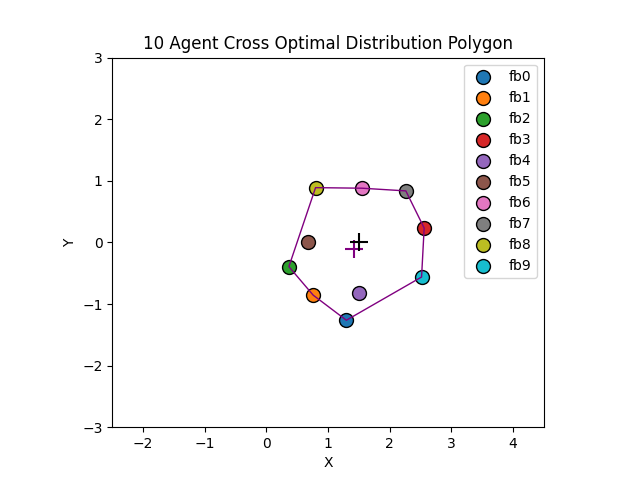 10 Agent Cross Optimal Distribution Polygon
3
2
1
0
−1
−2
−3
Y
−2
−1
0
1
2
3
4
X
fb0
fb1
fb2
fb3
fb4
fb5
fb6
fb7
fb8
fb9